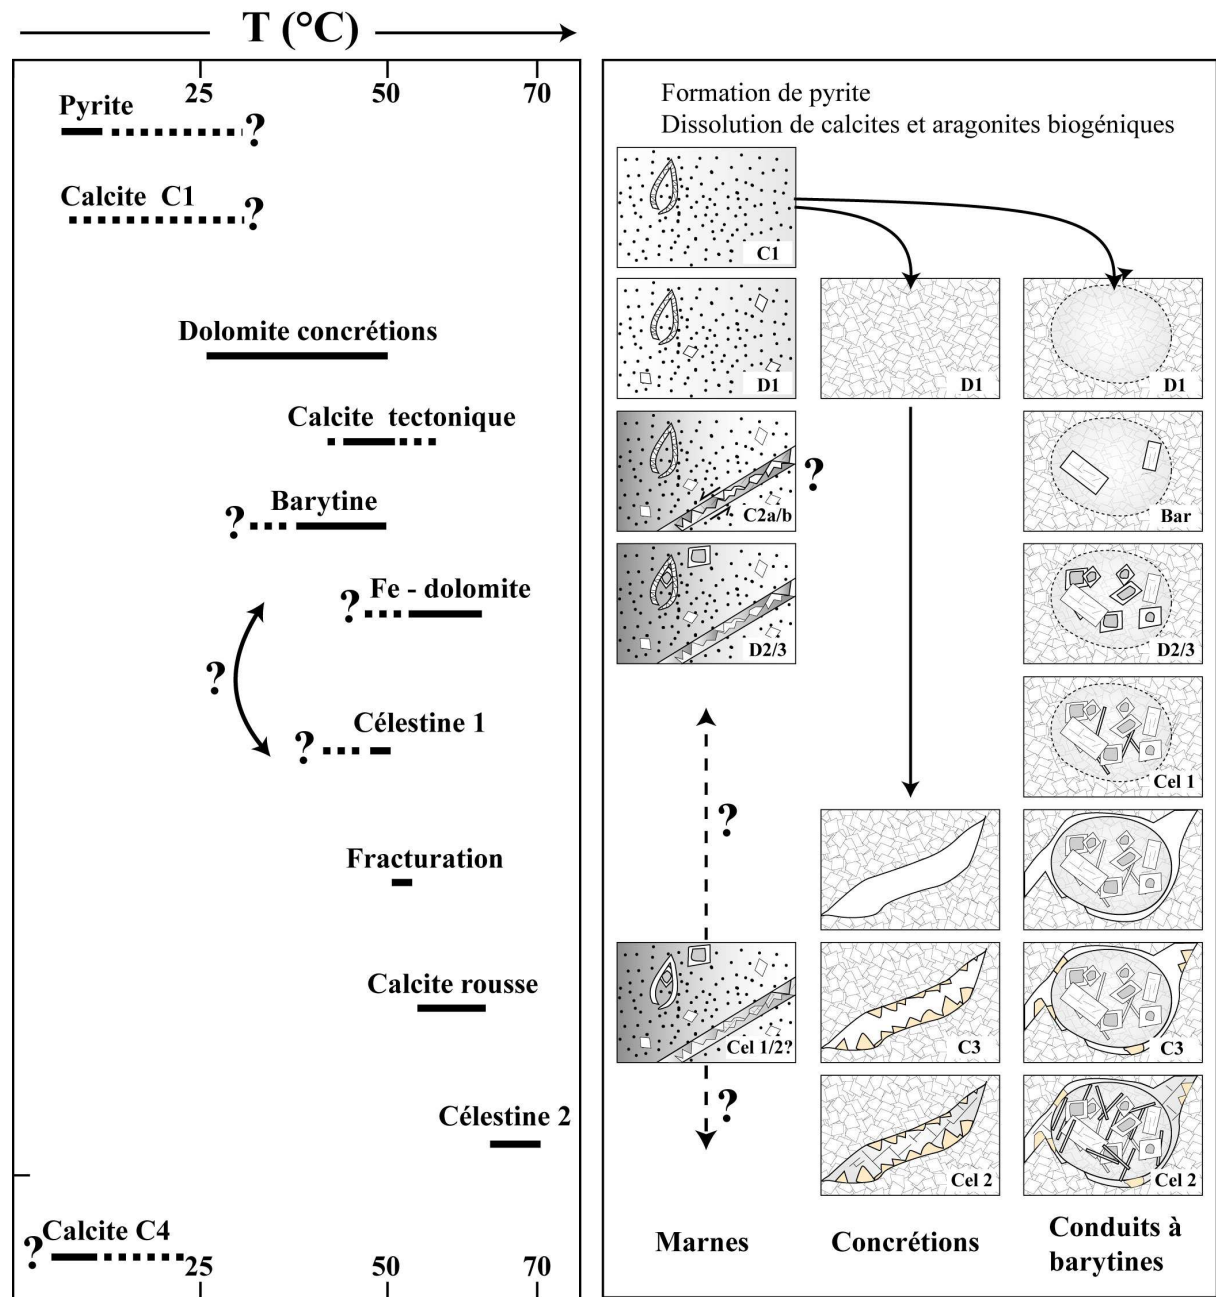 T (°C)
25 50 70
Pyrite
?
Calcite C1
?
Dolomite concrétions
Calcite tectonique
Barytine
?
Fe - dolomite
?
?
Célestine 1
?
Fracturation
Calcite rousse
Célestine 2
Calcite C4
?
25 50 70
Formation de pyrite
Dissolution de calcites et aragonites biogéniques
C1
D1 D1 D1
?
C2a/b Bar
D2/3 D2/3
Cel 1
?
Cel 1/2? C3 C3
?
Cel 2 Cel 2
Marnes Concrétions Conduits à
barytines